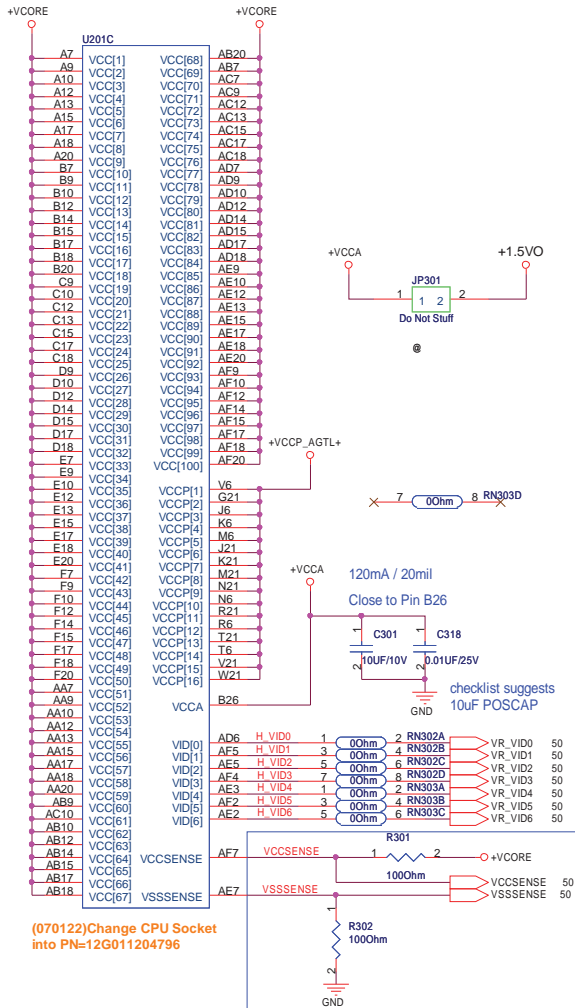 +VCORE +VCORE
U201C
A7 VCC[1] VCC[68] AB20
A9 VCC[2] VCC[69] AB7
A10 VCC[3] VCC[70] AC7
A12 VCC[4] VCC[71] AC9
A13 VCC[5] VCC[72] AC12
A15 VCC[6] VCC[73] AC13
A17 VCC[7] VCC[74] AC15
A18 VCC[8] VCC[75] AC17
A20 VCC[9] VCC[76] AC18
B7 VCC[10] VCC[77] AD7
B9 VCC[11] VCC[78] AD9
B10 VCC[12] VCC[79] AD10
B12 VCC[13] VCC[80] AD12
B14 VCC[14] VCC[81] AD14
B15 VCC[15] VCC[82] AD15
B17 VCC[16] VCC[83] AD17
B18 VCC[17] VCC[84] AD18
B20 VCC[18] VCC[85] AE9
C9 VCC[19] VCC[86] AE10
C10 VCC[20] VCC[87] AE12
C12 VCC[21] VCC[88] AE13
C13 VCC[22] VCC[89] AE15
C15 VCC[23] VCC[90] AE17
C17 VCC[24] VCC[91] AE18
C18 VCC[25] VCC[92] AE20
D9 VCC[26] VCC[93] AF9
D10 VCC[27] VCC[94] AF10
D12 VCC[28] VCC[95] AF12
D14 VCC[29] VCC[96] AF14
D15 VCC[30] VCC[97] AF15
D17 VCC[31] VCC[98] AF17
D18 VCC[32] VCC[99] AF18
E7 VCC[33] VCC[100] AF20
E9 VCC[34]
E10 VCC[35] VCCP[1] V6
E12 VCC[36] VCCP[2] G21
E13 VCC[37] VCCP[3] J6
E15 VCC[38] VCCP[4] K6
E17 VCC[39] VCCP[5] M6
E18 VCC[40] VCCP[6] J21
E20 VCC[41] VCCP[7] K21
F7 VCC[42] VCCP[8] M21
F9 VCC[43] VCCP[9] N21
F10 VCC[44] VCCP[10] N6
F12 VCC[45] VCCP[11] R21
F14 VCC[46] VCCP[12] R6
F15 VCC[47] VCCP[13] T21
F17 VCC[48] VCCP[14] T6
F18 VCC[49] VCCP[15] V21
F20 VCC[50] VCCP[16] W21
AA7 VCC[51]
AA9 VCC[52] VCCA B26
AA10 VCC[53]
AA12 VCC[54]
AA13 VCC[55] VID[0] AD6 H_VID0 1 0Ohm 2 RN302A VR_VID0 50
AA15 VCC[56] VID[1] AF5 H_VID1 3 0Ohm 4 RN302B VR_VID1 50
AA17 VCC[57] VID[2] AE5 H_VID2 5 0Ohm 6 RN302C VR_VID2 50
AA18 VCC[58] VID[3] AF4 H_VID3 7 0Ohm 8 RN302D VR_VID3 50
AA20 VCC[59] VID[4] AE3 H_VID4 1 0Ohm 2 RN303A VR_VID4 50
AB9 VCC[60] VID[5] AF2 H_VID5 3 0Ohm 4 RN303B VR_VID5 50
AC10 VCC[61] VID[6] AE2 H_VID6 5 0Ohm 6 RN303C VR_VID6 50
AB10 VCC[62]
AB12 VCC[63]
AB14 VCC[64] VCCSENSE AF7 VCCSENSE
AB15 VCC[65]
AB17 VCC[66]
AB18 VCC[67] VSSSENSE AE7 VSSSENSE
(070122)Change CPU Socket
into PN=12G011204796
+VCCA +1.5VO
JP301
1 1 2 2
Do Not Stuff
@
+VCCP_AGTL+
7 0Ohm 8 RN303D
+VCCA
120mA / 20mil
Close to Pin B26
1 C301 2
10UF/10V
1 C318 2
0.01UF/25V
GND
checklist suggests
10uF POSCAP
R301
1 2 +VCORE
100Ohm
VCCSENSE 50
VSSSENSE 50
1
R302
100Ohm
2
GND